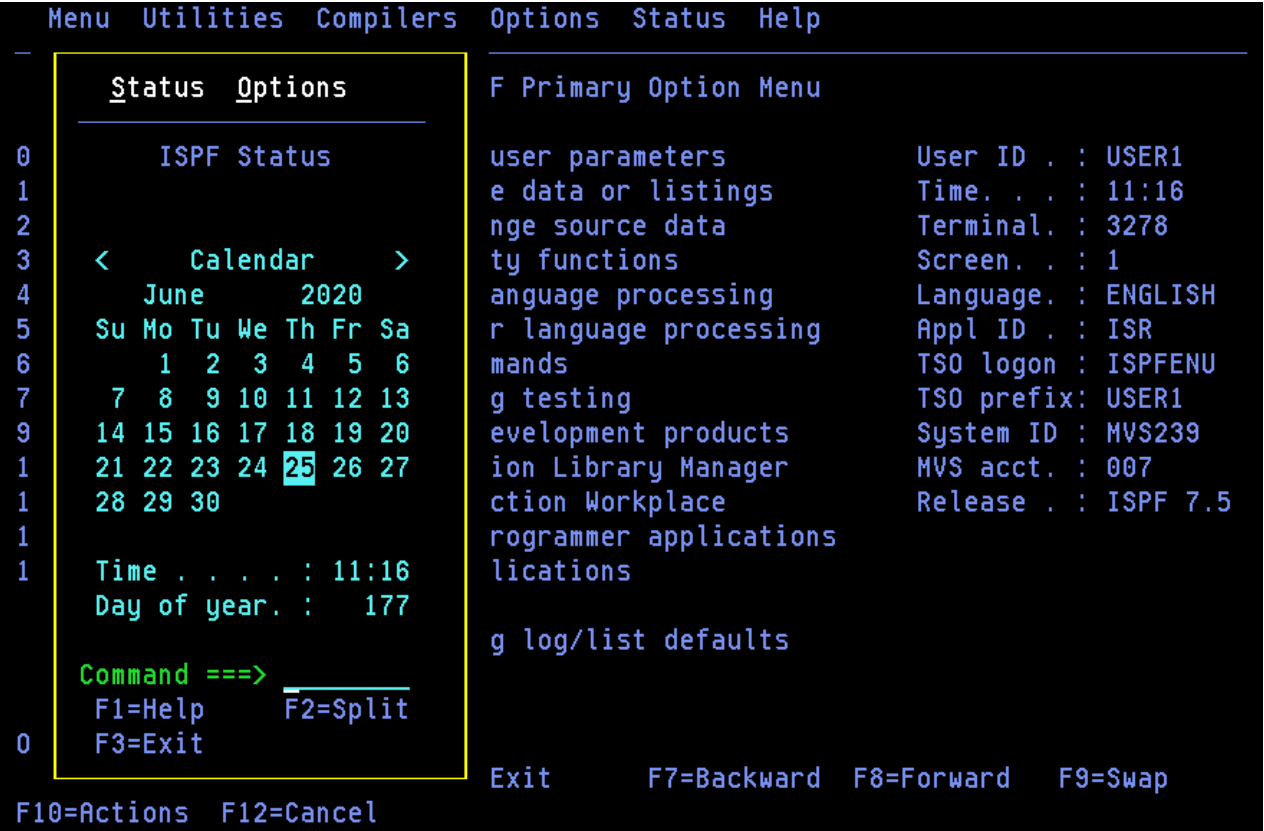 Menu Utilities Compilers Options Status Help
Status Options F Primary Option Menu
0 ISPF Status user parameters User ID . : USER1
1 e data or listings Time. . . : 11:16
2 nge source data Terminal. : 3278
3 < Calendar > ty functions Screen. . : 1
4 June 2020 anguage processing Language. : ENGLISH
5 Su Mo Tu We Th Fr Sa r language processing Appl ID . : ISR
6 1 2 3 4 5 6 mands TSO logon : ISPFENU
7 7 8 9 10 11 12 13 g testing TSO prefix: USER1
9 14 15 16 17 18 19 20 evelopment products System ID : MVS239
1 21 22 23 24 25 26 27 ion Library Manager MVS acct. : 007
1 28 29 30 ction Workplace Release . : ISPF 7.5
1 rogrammer applications
1 Time . . . . : 11:16 lications
Day of year. : 177
g log/list defaults
Command ===>
F1=Help F2=Split
O F3=Exit
Exit F7=Backward F8=Forward F9=Swap
F10=Actions F12=Cancel